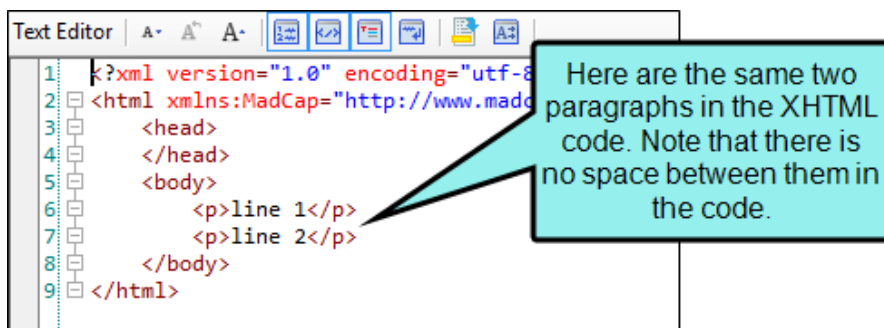 Text Editor
1 <?xml version="1.0" encoding="utf-8
2 <html xmlns:MadCap="http://www.madc
3 <head>
4 </head>
5 <body>
6 <p>line 1</p>
7 <p>line 2</p>
8 </body>
9 </html>
Here are the same two
paragraphs in the XHTML
code. Note that there is
no space between them in
the code.